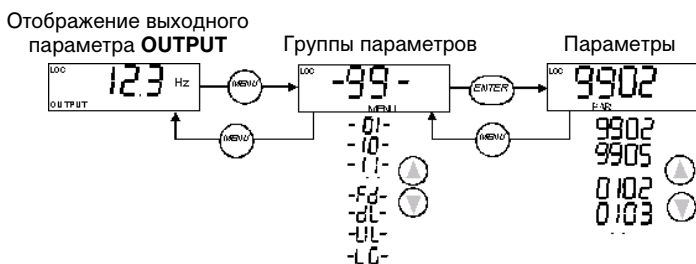 Отображение выходного
параметра OUTPUT
Группы параметров
Параметры
LOC
12.3 Hz
OUTPUT
MENU
LOC
-99-
MENU
ENTER
LOC
9902
PAR
MENU
MENU
-01-
-10-
-11-
-Fd-
-dL-
-UL-
-LG-
9902
9905
0102
0103